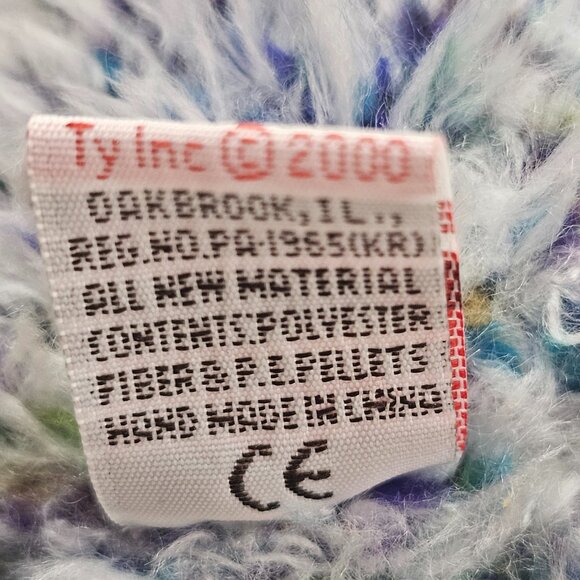 Ty Inc © 2000
OAKBROOK, IL.,
REG.NO.PA-1965(KR)
ALL NEW MATERIAL
CONTENTS:POLYESTER
FIBER & P.E.PELLETS
HAND MADE IN CHINA
CE